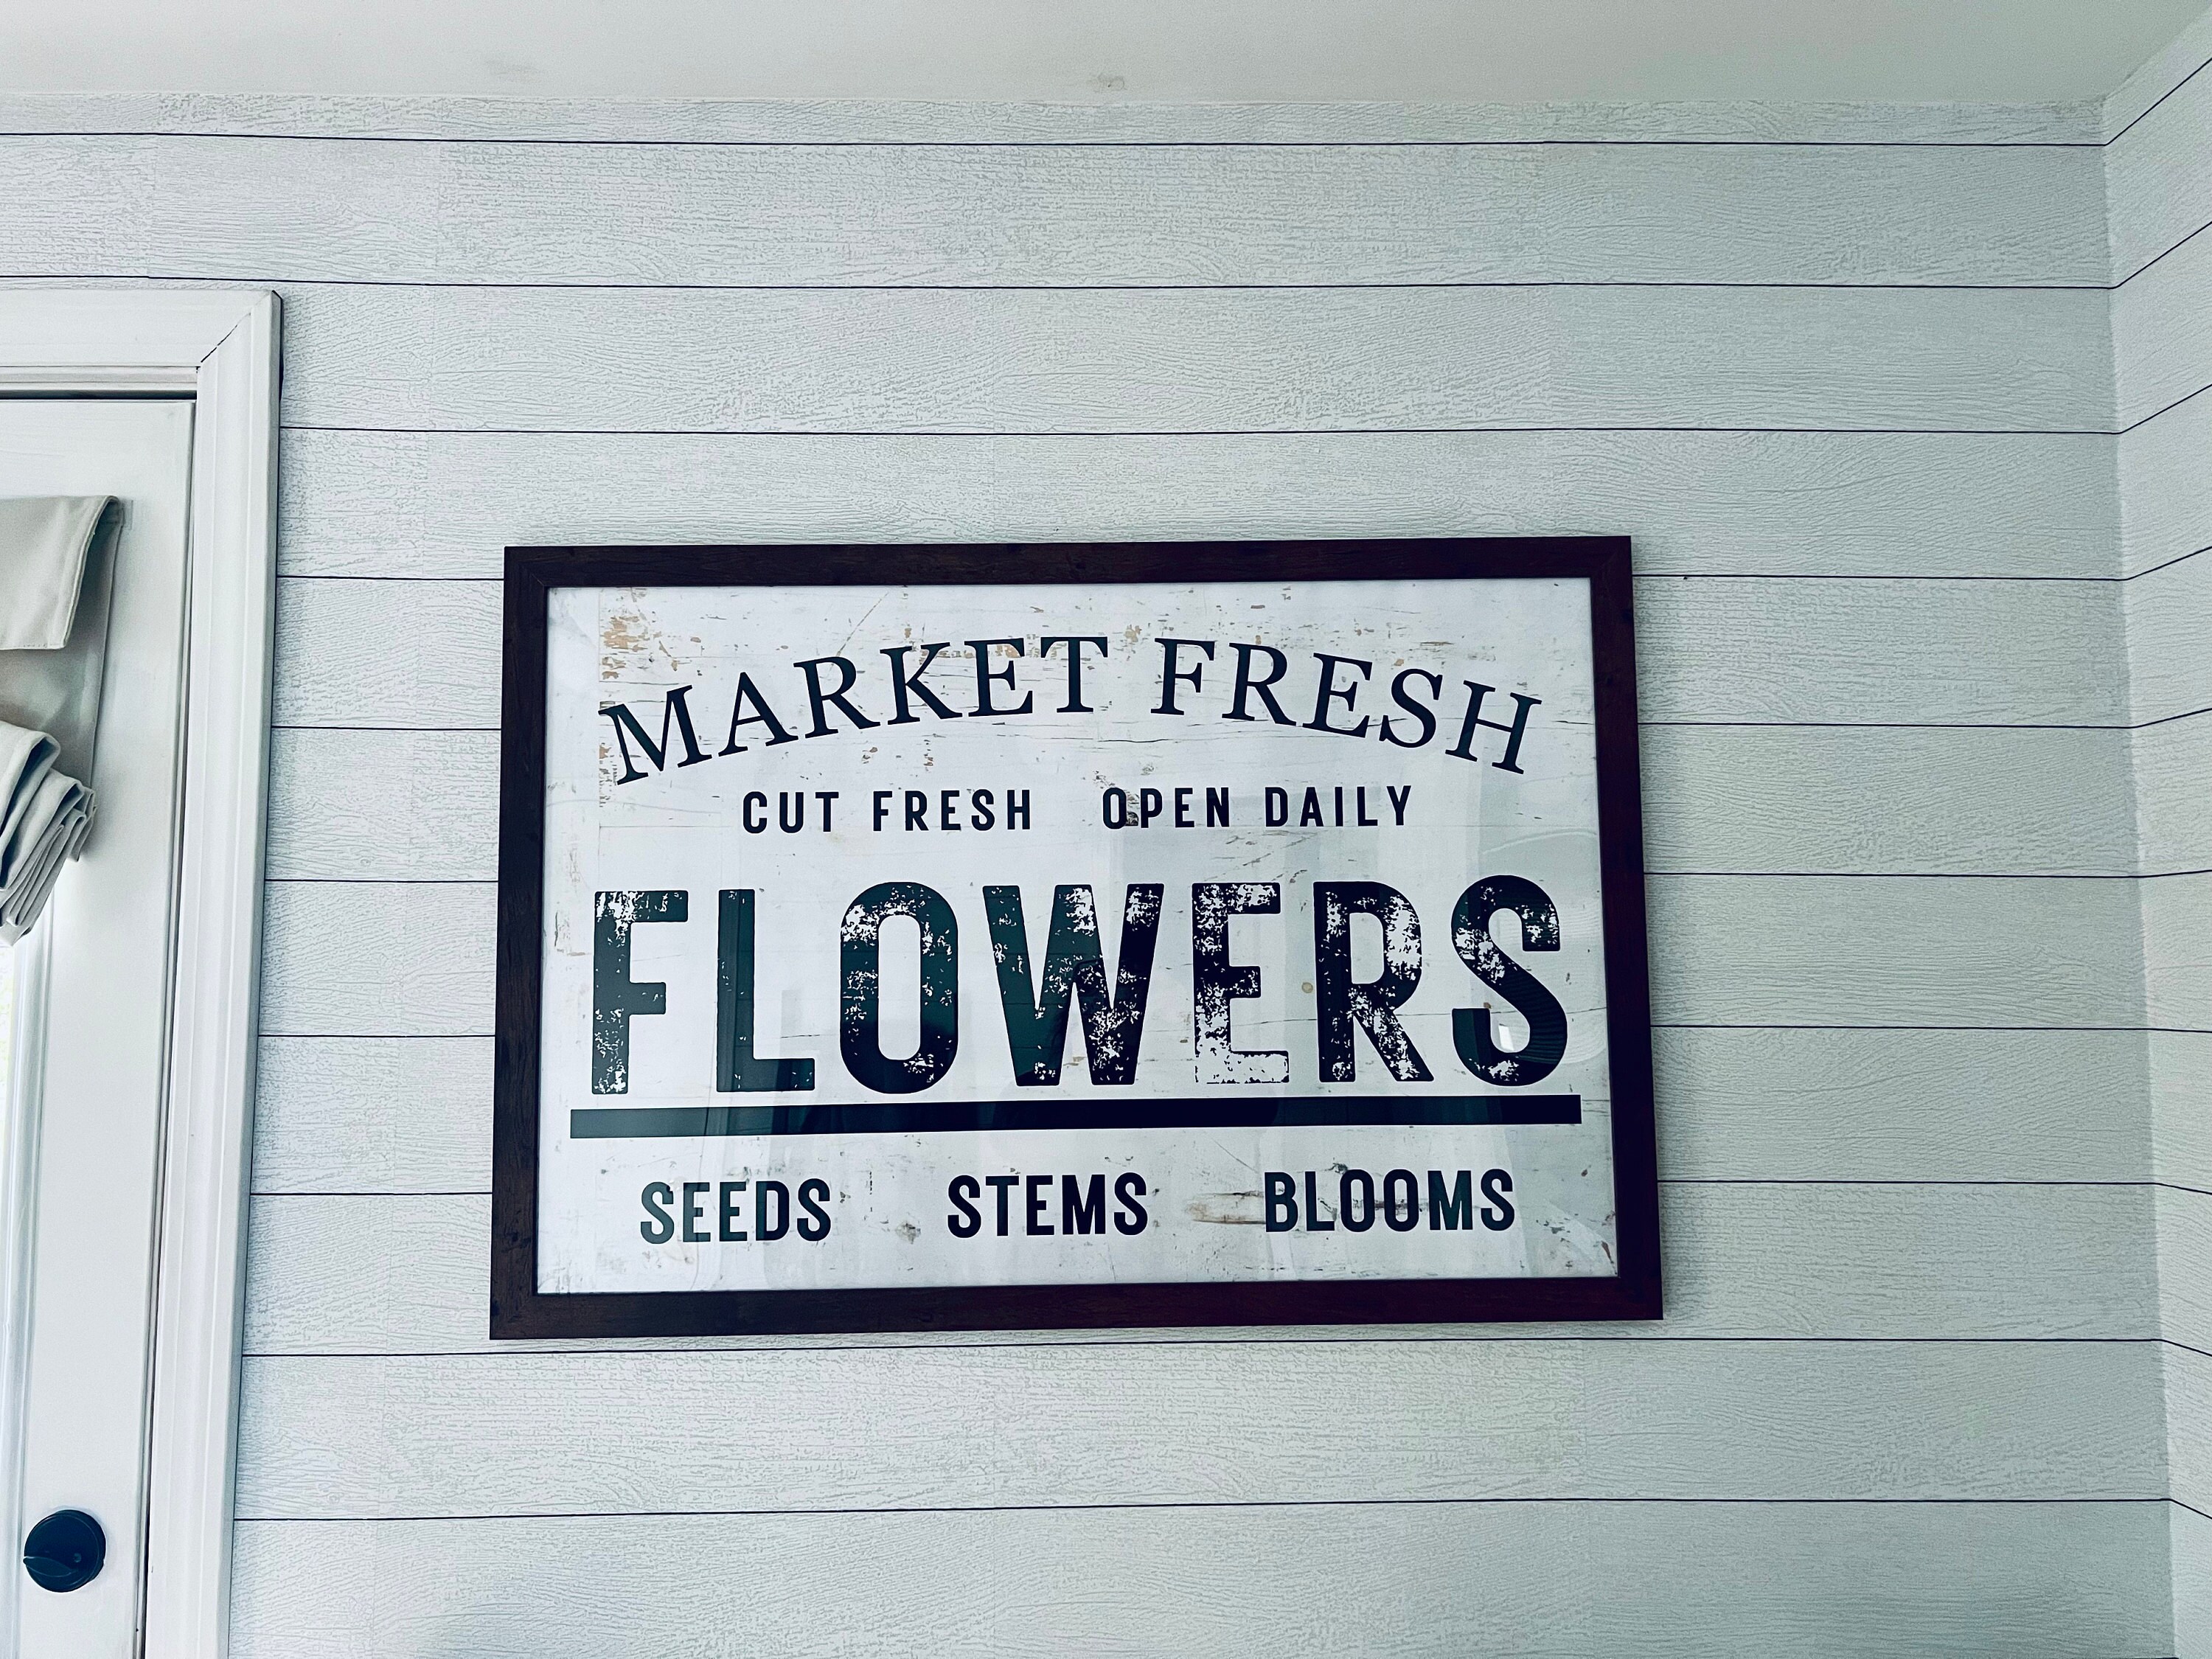 MARKET FRESH
CUT FRESH OPEN DAILY
FLOWERS
SEEDS STEMS BLOOMS